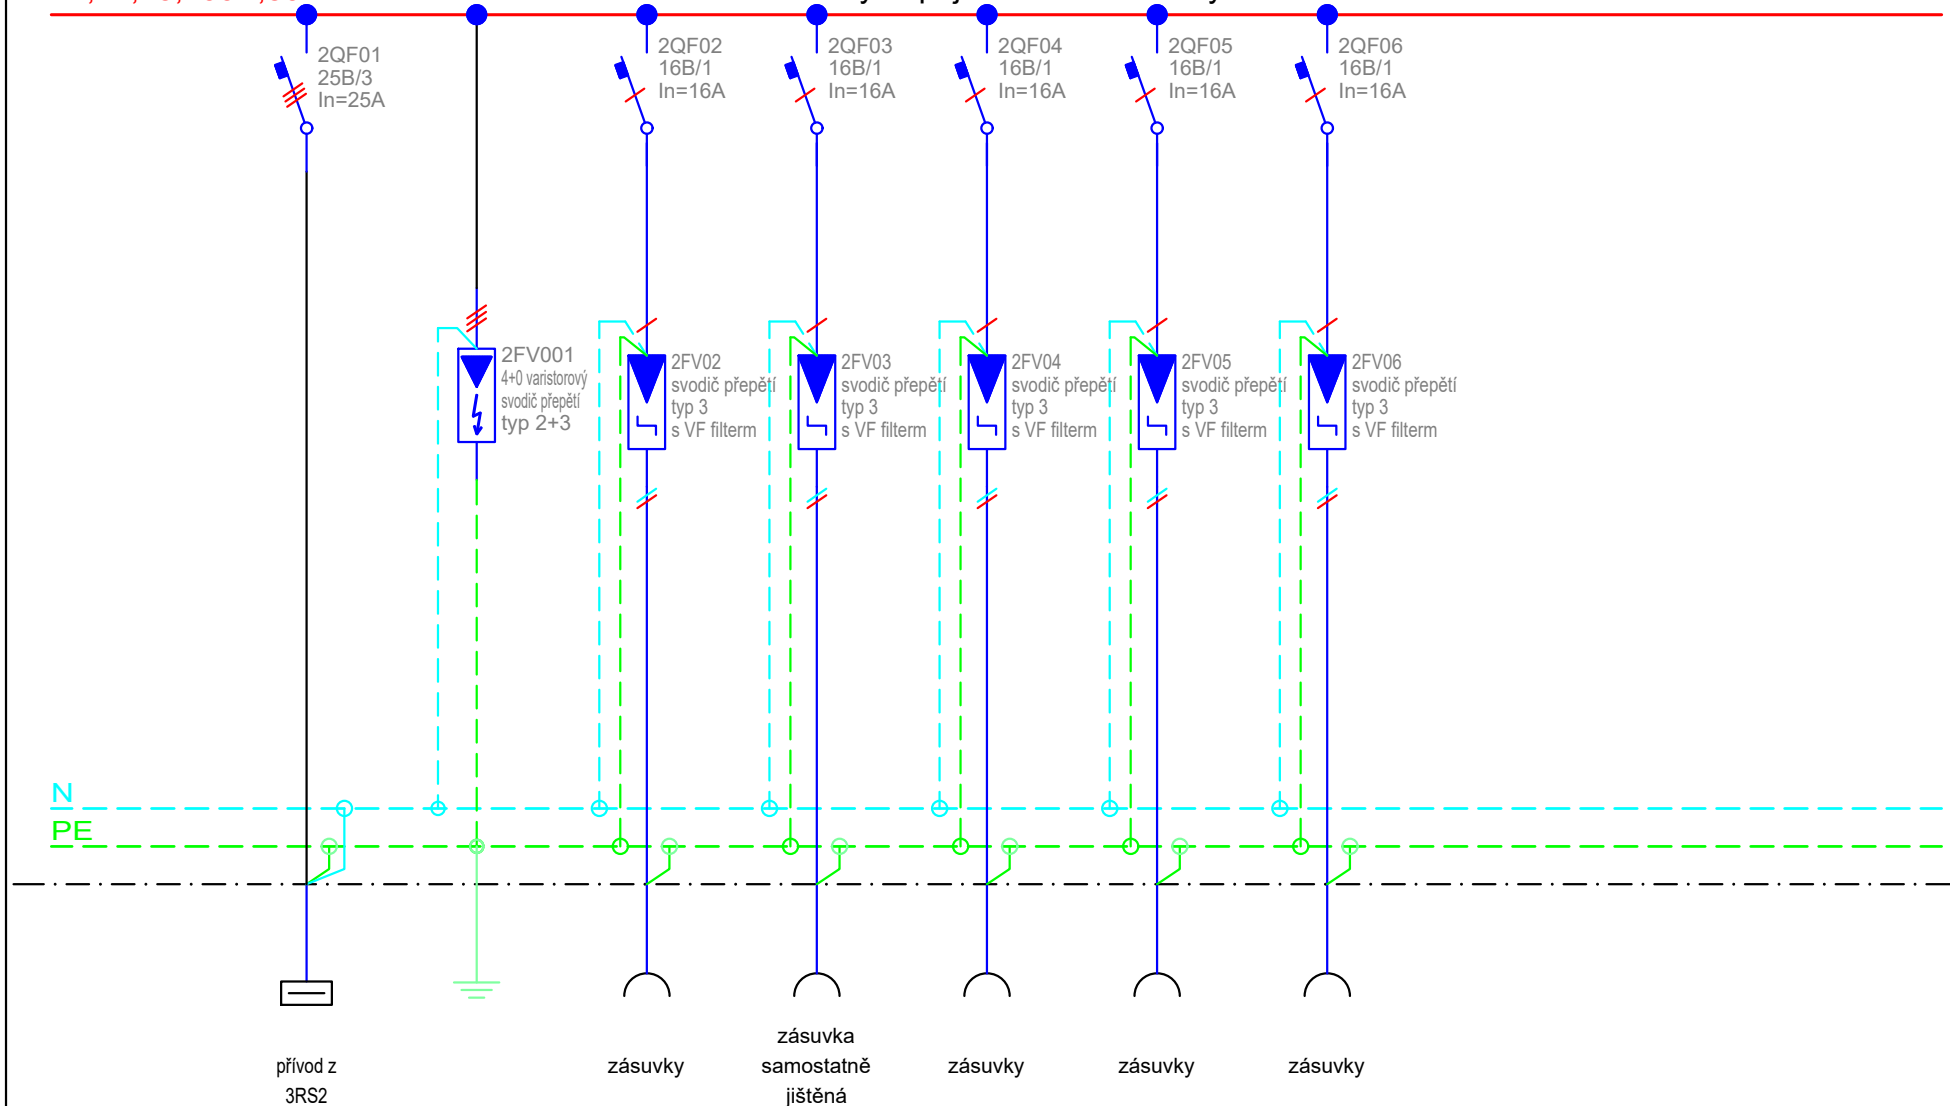 2QF01
25B/3
In=25A
2QF02
16B/1
In=16A
2QF03
16B/1
In=16A
2QF04
16B/1
In=16A
2QF05
16B/1
In=16A
2QF06
16B/1
In=16A
2FV001
4+0 varistorový
svodič přepětí
typ 2+3
2FV02
svodič přepětí
typ 3
s VF filterm
2FV03
svodič přepětí
typ 3
s VF filterm
2FV04
svodič přepětí
typ 3
s VF filterm
2FV05
svodič přepětí
typ 3
s VF filterm
2FV06
svodič přepětí
typ 3
s VF filterm
N
PE
přívod z
3RS2
zásuvky
zásuvka
samostatně
jištěná
zásuvky
zásuvky
zásuvky